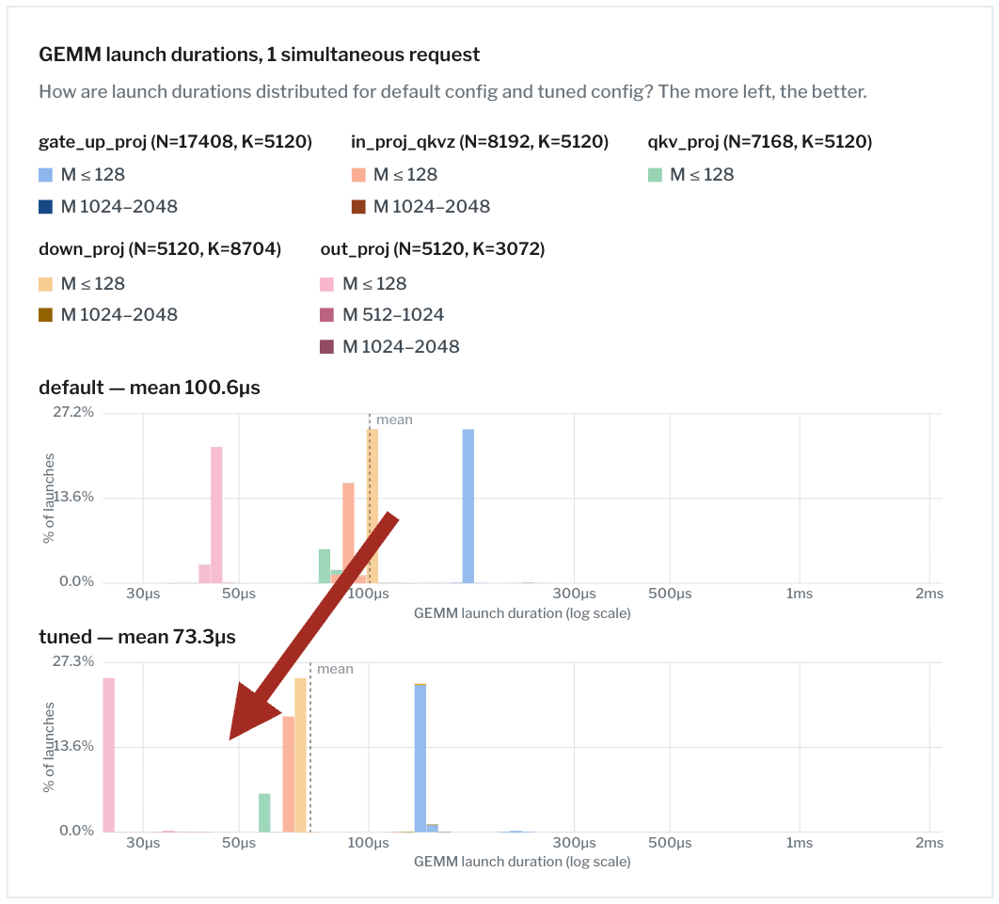 GEMM launch durations, 1 simultaneous request
How are launch durations distributed for default config and tuned config? The more left, the better.
gate_up_proj (N=17408, K=5120)
M ≤ 128
M 1024–2048
in_proj_qkvz (N=8192, K=5120)
M ≤ 128
M 1024–2048
qkv_proj (N=7168, K=5120)
M ≤ 128
down_proj (N=5120, K=8704)
M ≤ 128
M 1024–2048
out_proj (N=5120, K=3072)
M ≤ 128
M 512–1024
M 1024–2048
default — mean 100.6µs
27.2%
mean
% of launches
13.6%
0.0%
30µs 50µs 100µs 300µs 500µs 1ms 2ms
GEMM launch duration (log scale)
tuned — mean 73.3µs
27.3%
mean
% of launches
13.6%
0.0%
30µs 50µs 100µs 300µs 500µs 1ms 2ms
GEMM launch duration (log scale)